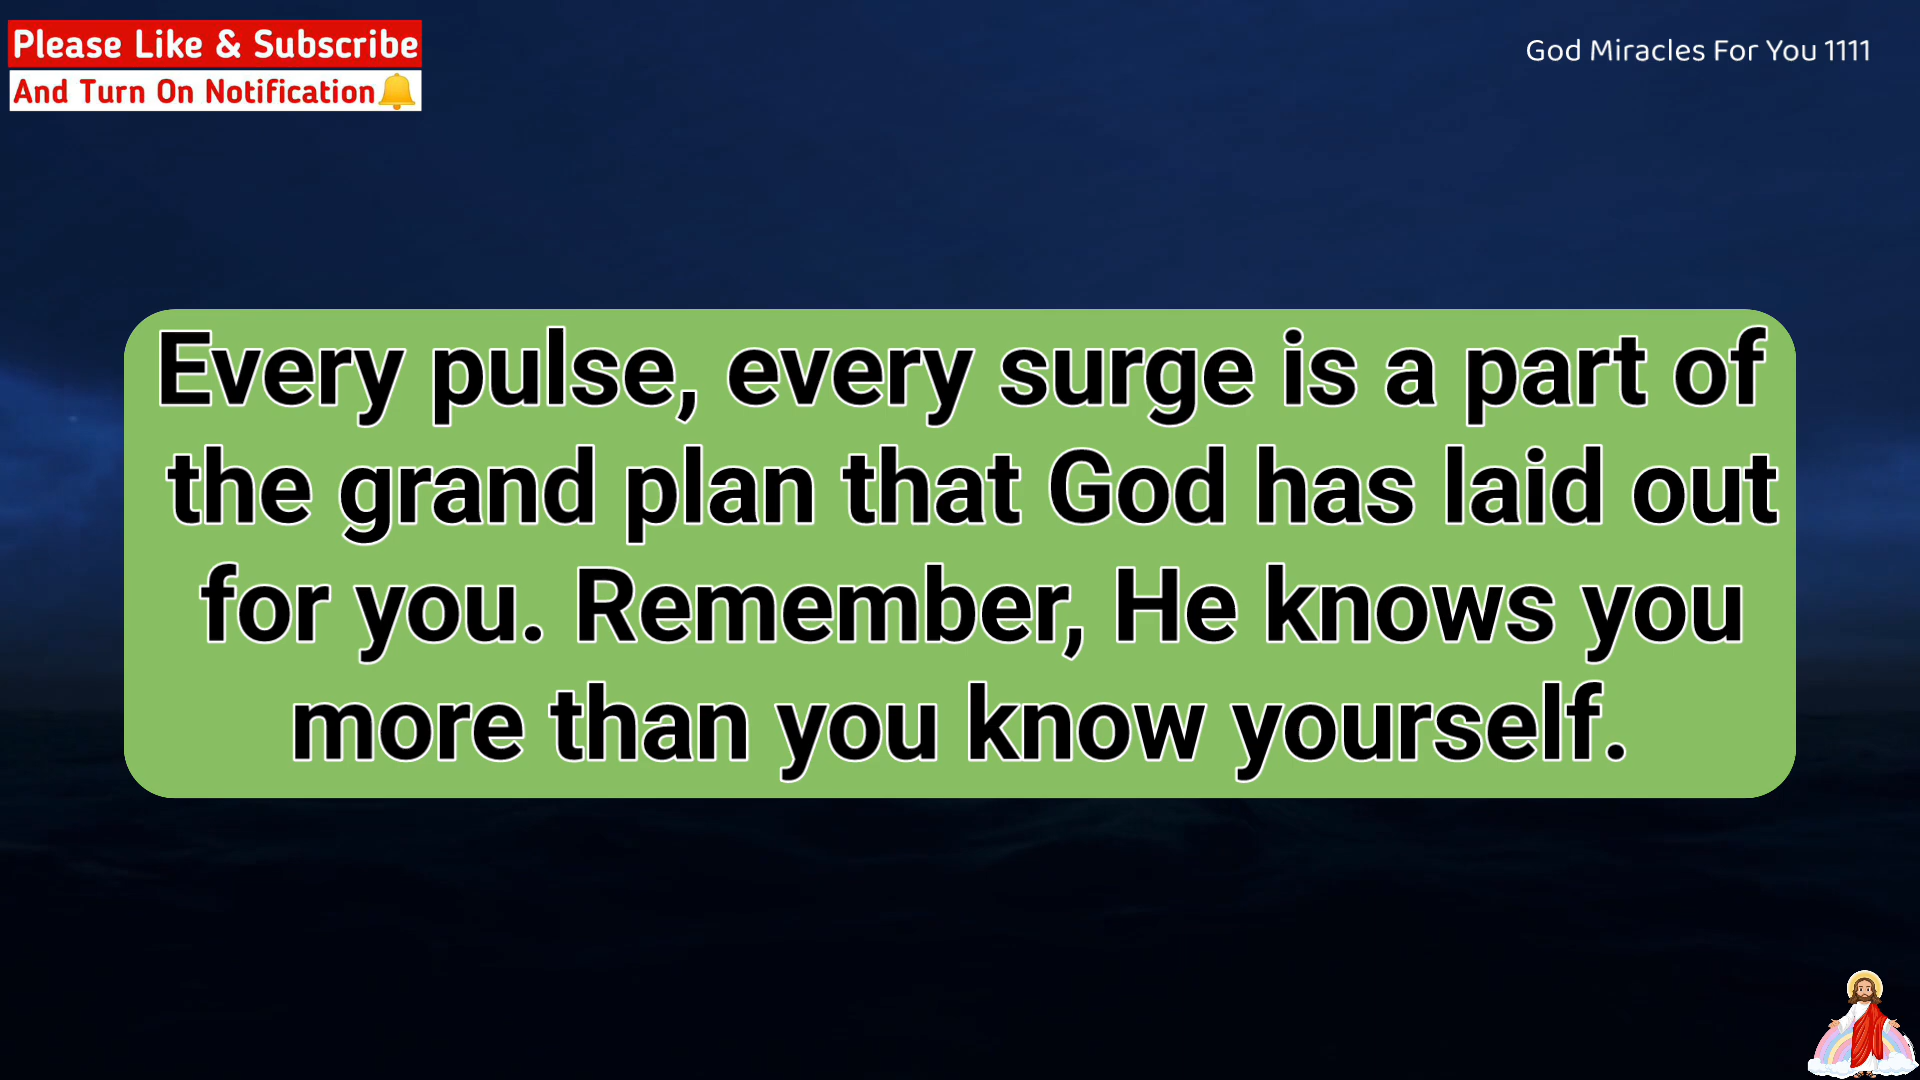 Please Like & Subscribe
And Turn On Notification🔔
God Miracles For You 1111
Every pulse, every surge is a part of
the grand plan that God has laid out
for you. Remember, He knows you
more than you know yourself.